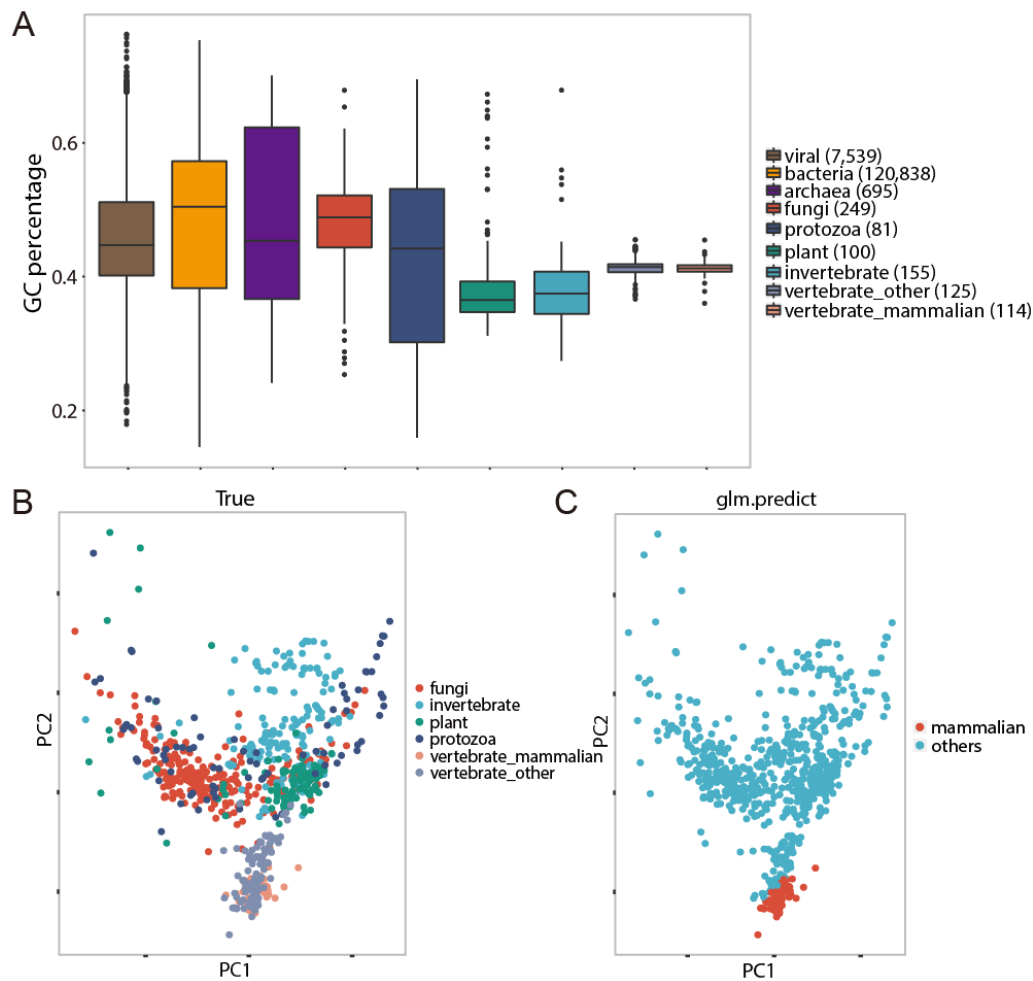 A
GC percentage
0.6
0.4
0.2
viral (7,539)
bacteria (120,838)
archaea (695)
fungi (249)
protozoa (81)
plant (100)
invertebrate (155)
vertebrate_other (125)
vertebrate_mammalian (114)
B
True
PC2
PC1
fungi
invertebrate
plant
protozoa
vertebrate_mammalian
vertebrate_other
C
glm.predict
PC2
PC1
mammalian
others